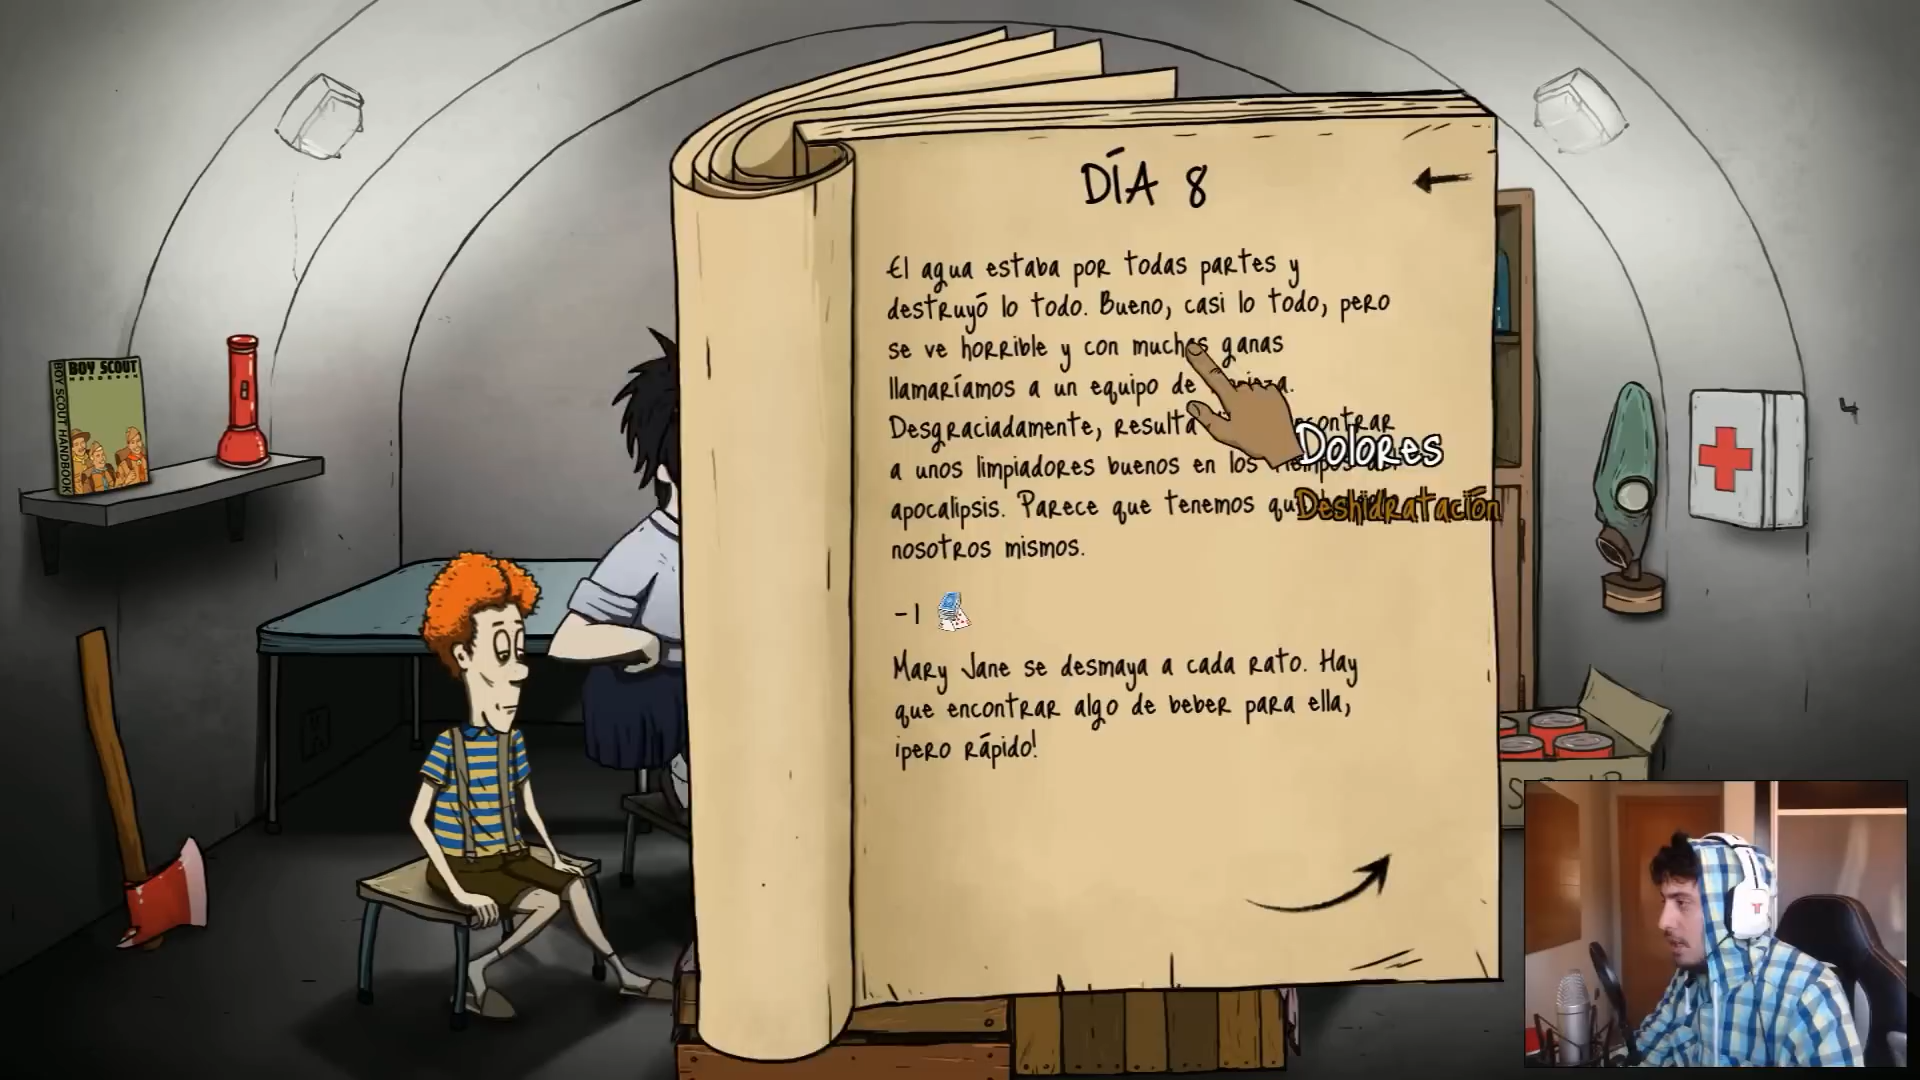 DÍA 8
El agua estaba por todas partes y
destruyó lo todo. Bueno, casi lo todo, pero
se ve horrible y con muchas ganas
llamaríamos a un equipo de
Desgraciadamente, resulta
a unos limpiadores buenos en los
apocalipsis. Parece que tenemos
nosotros mismos.
-1
Mary Jane se desmaya a cada rato. Hay
que encontrar algo de beber para ella,
¡pero rápido!
Dolores
Deshidratación
BOY SCOUT
HANDBOOK
BOY SCOUT HANDBOOK